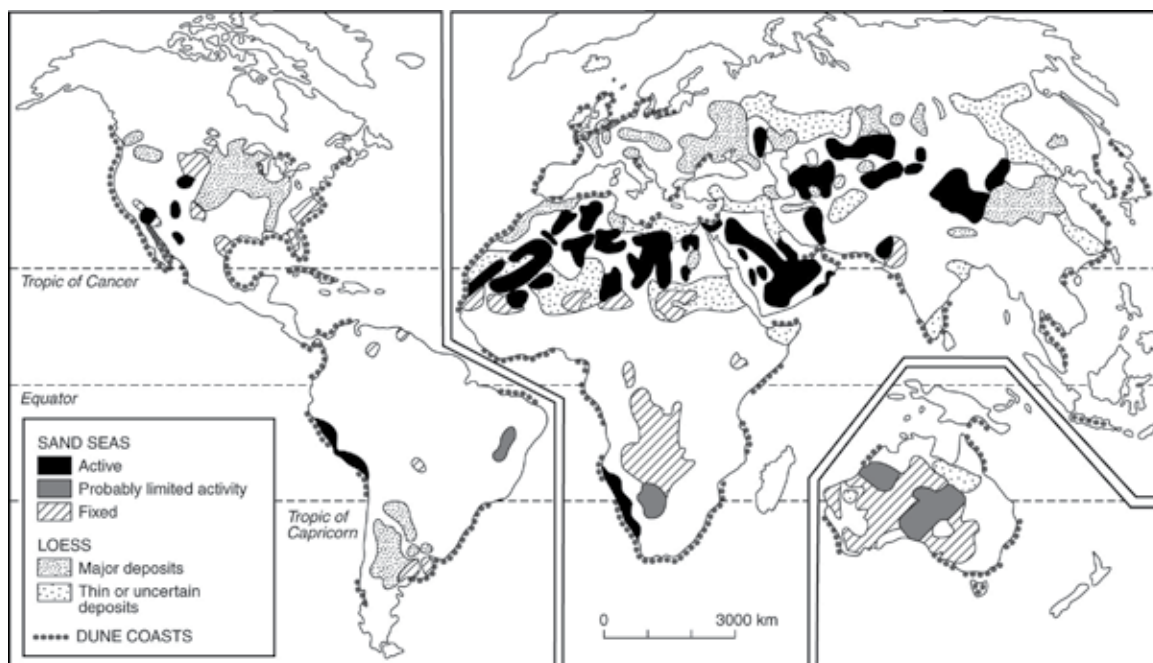 Tropic of Cancer
Equator
SAND SEAS
Active
Probably limited activity
Fixed
LOESS
Major deposits
Thin or uncertain
deposits
DUNE COASTS
Tropic of
Capricorn
0 3000 km